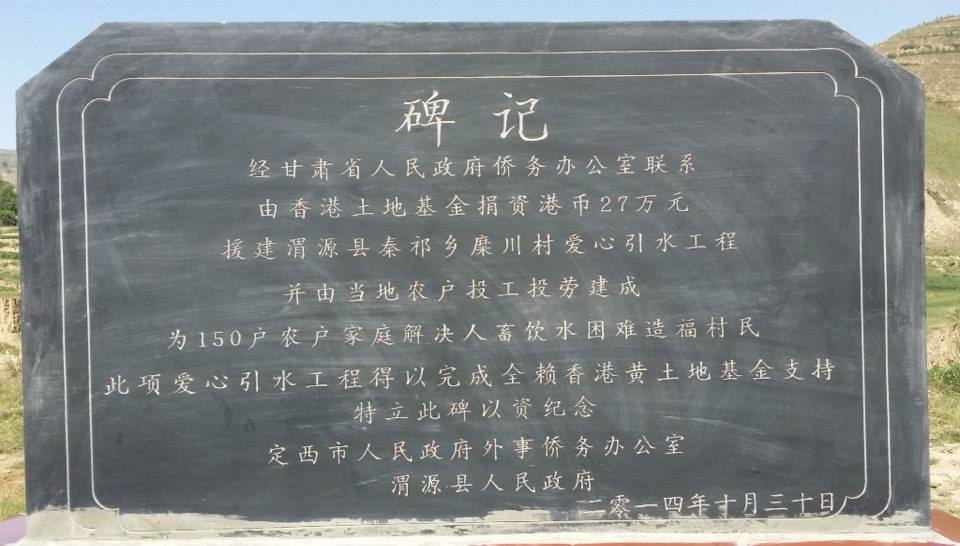 碑记
经甘肃省人民政府侨务办公室联系
由香港土地基金捐资港币27万元
援建渭源县秦祁乡糜川村爱心引水工程
并由当地农户投工投劳建成
为150户农户家庭解决人畜饮水困难造福村民
此项爱心引水工程得以完成全赖香港黄土地基金支持
特立此碑以资纪念
定西市人民政府外事侨务办公室
渭源县人民政府
二零一四年十月三十日